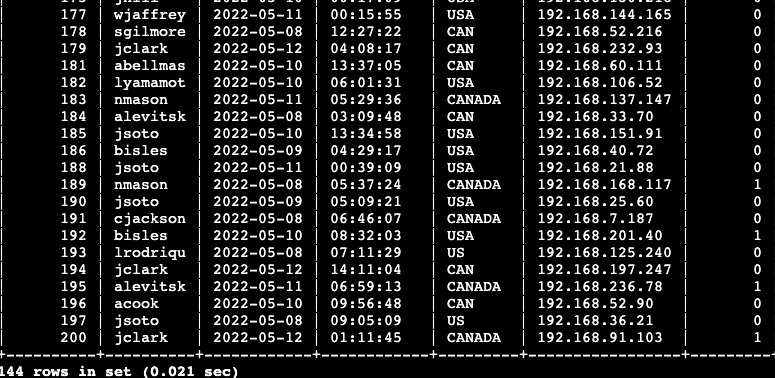 177 | wjaffrey | 2022-05-11 | 00:15:55 | USA | 192.168.144.165 | 0
178 | sgilmore | 2022-05-08 | 12:27:22 | CAN | 192.168.52.216 | 0
179 | jclark | 2022-05-12 | 04:08:17 | CAN | 192.168.232.93 | 0
181 | abellmas | 2022-05-10 | 13:37:05 | CAN | 192.168.60.111 | 0
182 | lyamamot | 2022-05-10 | 06:01:31 | USA | 192.168.106.52 | 0
183 | nmason | 2022-05-11 | 05:29:36 | CANADA | 192.168.137.147 | 0
184 | alevitsk | 2022-05-08 | 03:09:48 | CAN | 192.168.33.70 | 0
185 | jsoto | 2022-05-10 | 13:34:58 | USA | 192.168.151.91 | 0
186 | bisles | 2022-05-09 | 04:29:17 | USA | 192.168.40.72 | 0
188 | jsoto | 2022-05-11 | 00:39:09 | USA | 192.168.21.88 | 0
189 | nmason | 2022-05-08 | 05:37:24 | CANADA | 192.168.168.117 | 1
190 | jsoto | 2022-05-09 | 05:09:21 | USA | 192.168.25.60 | 0
191 | cjackson | 2022-05-08 | 06:46:07 | CANADA | 192.168.7.187 | 0
192 | bisles | 2022-05-10 | 08:32:03 | USA | 192.168.201.40 | 1
193 | lrodriqu | 2022-05-08 | 07:11:29 | US | 192.168.125.240 | 0
194 | jclark | 2022-05-12 | 14:11:04 | CAN | 192.168.197.247 | 0
195 | alevitsk | 2022-05-11 | 06:59:13 | CANADA | 192.168.236.78 | 1
196 | acook | 2022-05-10 | 09:56:48 | CAN | 192.168.52.90 | 0
197 | jsoto | 2022-05-08 | 09:05:09 | US | 192.168.36.21 | 0
200 | jclark | 2022-05-12 | 01:11:45 | CANADA | 192.168.91.103 | 1
144 rows in set (0.021 sec)